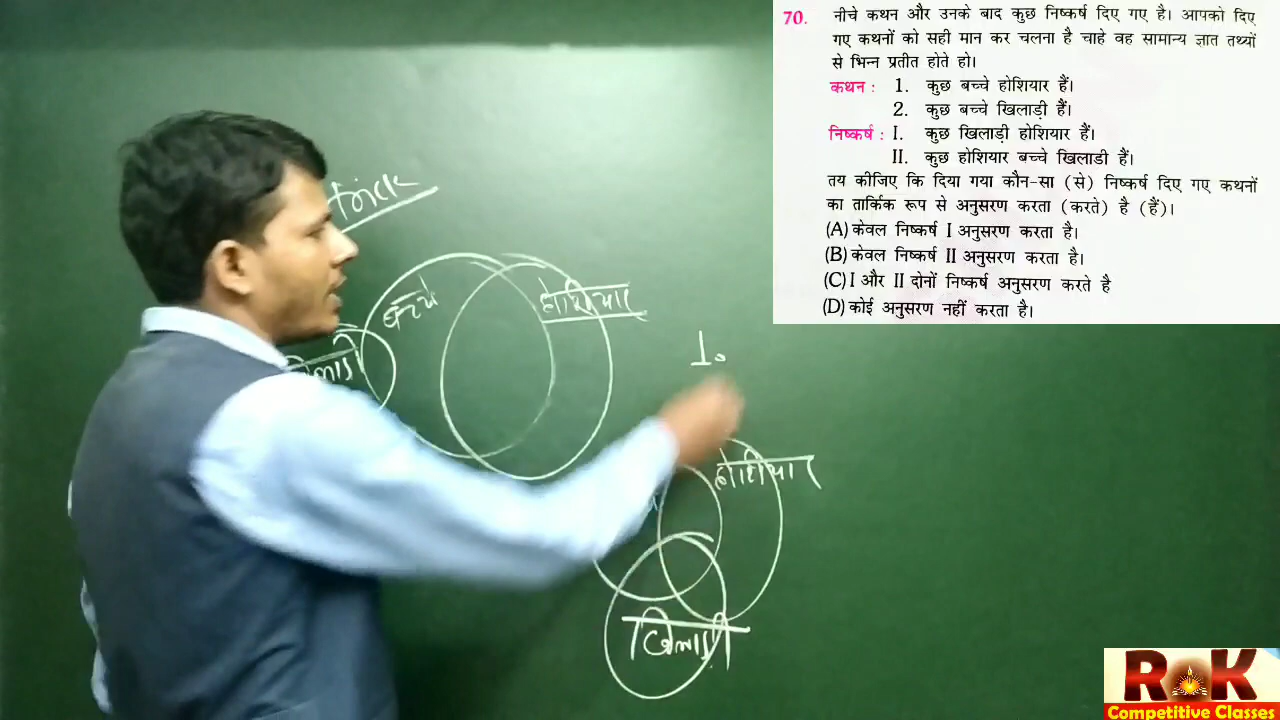 70. नीचे कथन और उनके बाद कुछ निष्कर्ष दिए गए है। आपको दिए
गए कथनों को सही मान कर चलना है चाहे वह सामान्य ज्ञात तथ्यों
से भिन्न प्रतीत होते हो।
कथन : 1. कुछ बच्चे होशियार हैं।
2. कुछ बच्चे खिलाड़ी हैं।
निष्कर्ष : I. कुछ खिलाड़ी होशियार हैं।
II. कुछ होशियार बच्चे खिलाडी हैं।
तय कीजिए कि दिया गया कौन-सा (से) निष्कर्ष दिए गए कथनों
का तार्किक रूप से अनुसरण करता (करते) है (हैं)।
(A) केवल निष्कर्ष I अनुसरण करता है।
(B) केवल निष्कर्ष II अनुसरण करता है।
(C) I और II दोनों निष्कर्ष अनुसरण करते है
(D) कोई अनुसरण नहीं करता है।
बच्चे होशियार
1.
होशियार
खिलाड़ी
RK
Competitive Classes